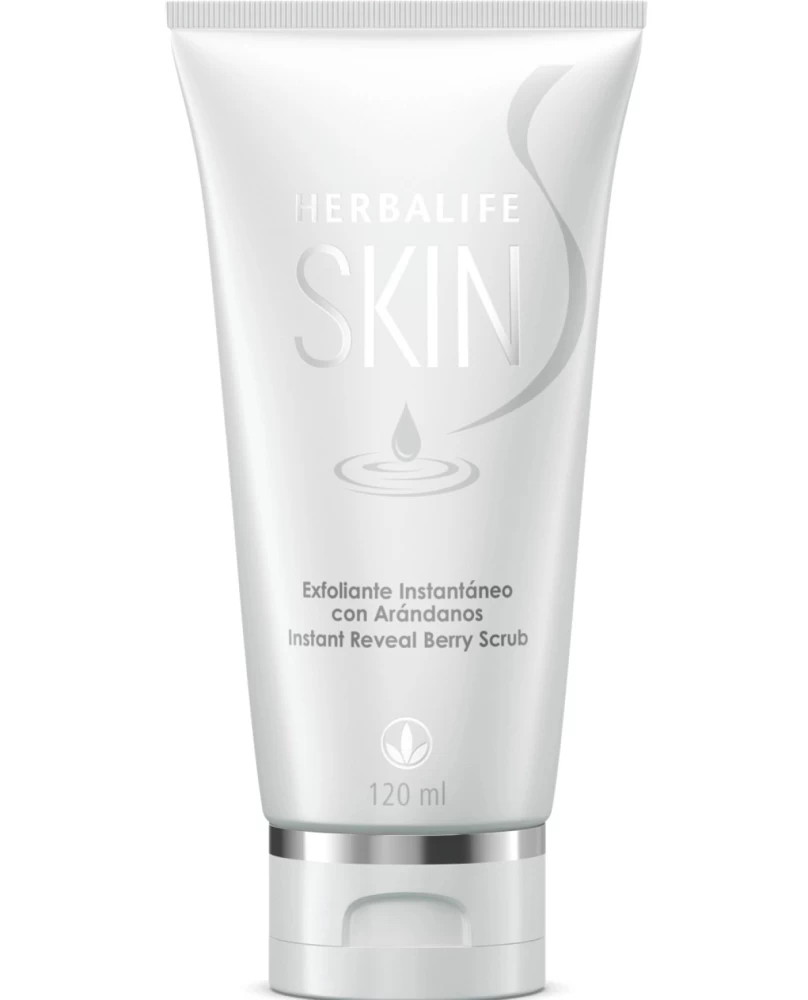 HERBALIFE
SKIN
Exfoliante Instantáneo
con Arándanos
Instant Reveal Berry Scrub
120 ml